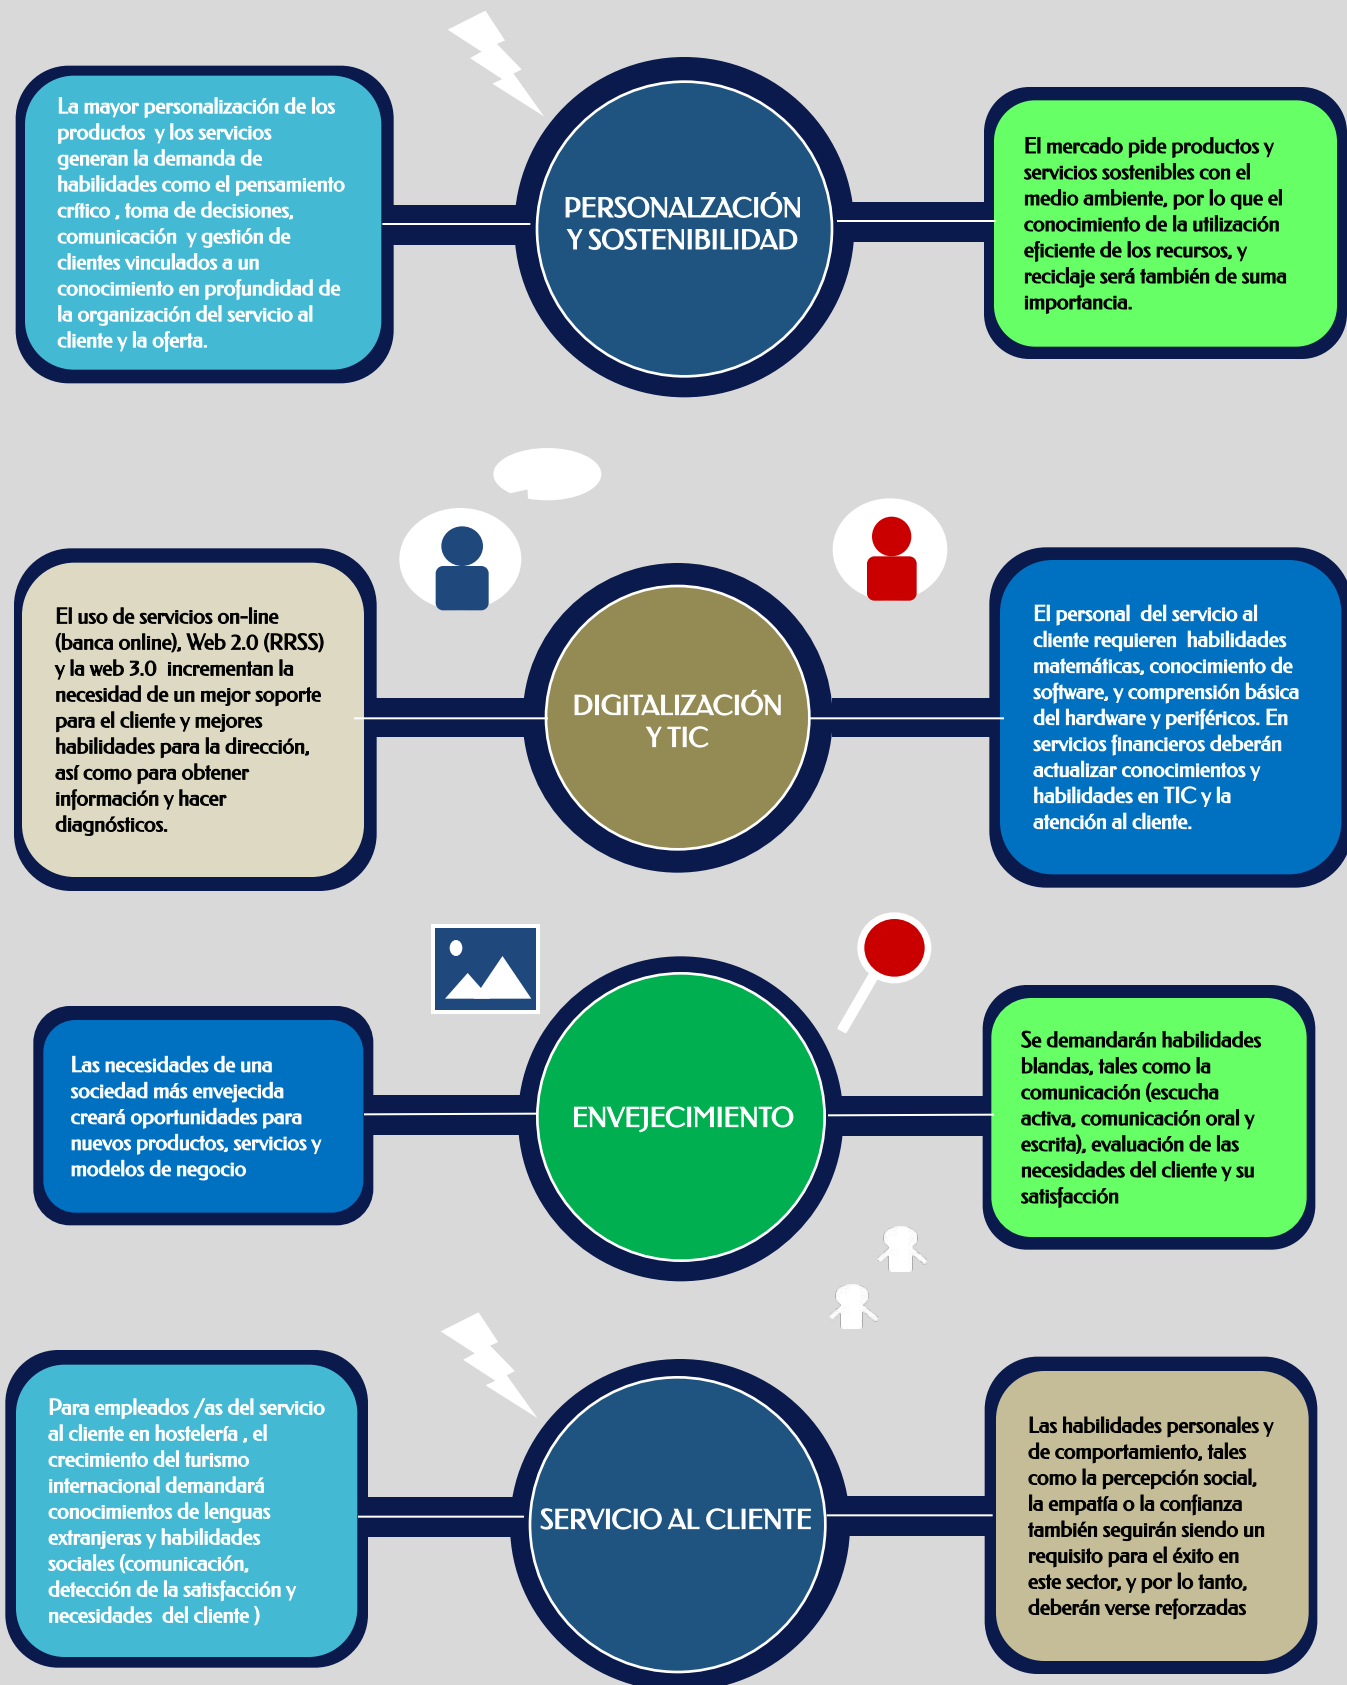 La mayor personalización de los
productos y los servicios
generan la demanda de
habilidades como el pensamiento
crítico , toma de decisiones,
comunicación y gestión de
clientes vinculados a un
conocimiento en profundidad de
la organización del servicio al
cliente y la oferta.
PERSONALZACIÓN
Y SOSTENIBILIDAD
El mercado pide productos y
servicios sostenibles con el
medio ambiente, por lo que el
conocimiento de la utilización
eficiente de los recursos, y
reciclaje será también de suma
importancia.
El uso de servicios on-line
(banca online), Web 2.0 (RRSS)
y la web 3.0 incrementan la
necesidad de un mejor soporte
para el cliente y mejores
habilidades para la dirección,
así como para obtener
información y hacer
diagnósticos.
DIGITALIZACIÓN
Y TIC
El personal del servicio al
cliente requieren habilidades
matemáticas, conocimiento de
software, y comprensión básica
del hardware y periféricos. En
servicios financieros deberán
actualizar conocimientos y
habilidades en TIC y la
atención al cliente.
Las necesidades de una
sociedad más envejecida
creará oportunidades para
nuevos productos, servicios y
modelos de negocio
ENVEJECIMIENTO
Se demandarán habilidades
blandas, tales como la
comunicación (escucha
activa, comunicación oral y
escrita), evaluación de las
necesidades del cliente y su
satisfacción
Para empleados /as del servicio
al cliente en hostelería , el
crecimiento del turismo
internacional demandará
conocimientos de lenguas
extranjeras y habilidades
sociales (comunicación,
detección de la satisfacción y
necesidades del cliente )
SERVICIO AL CLIENTE
Las habilidades personales y
de comportamiento, tales
como la percepción social,
la empatía o la confianza
también seguirán siendo un
requisito para el éxito en
este sector, y por lo tanto,
deberán verse reforzadas